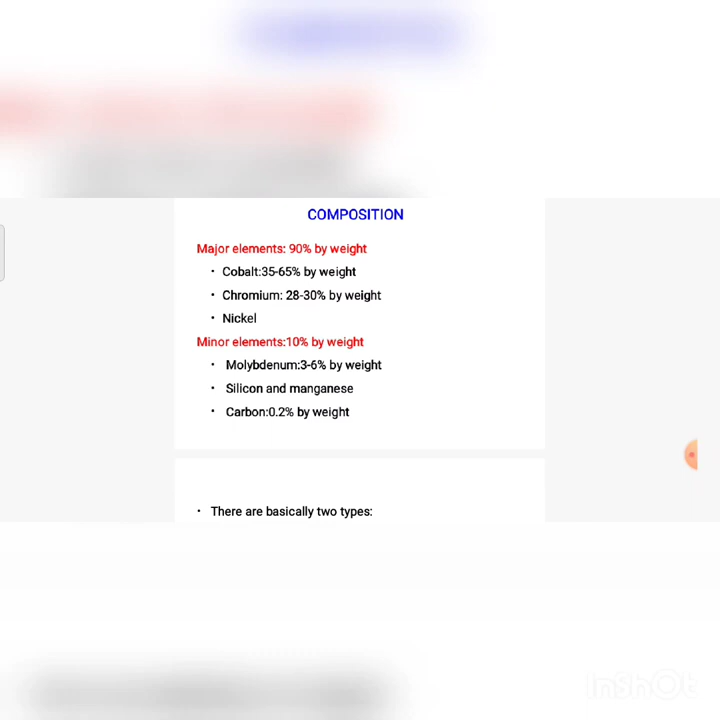 COMPOSITION
Major elements: 90% by weight
• Cobalt:35-65% by weight
• Chromium: 28-30% by weight
• Nickel
Minor elements:10% by weight
• Molybdenum:3-6% by weight
• Silicon and manganese
• Carbon:0.2% by weight
• There are basically two types:
InShOt